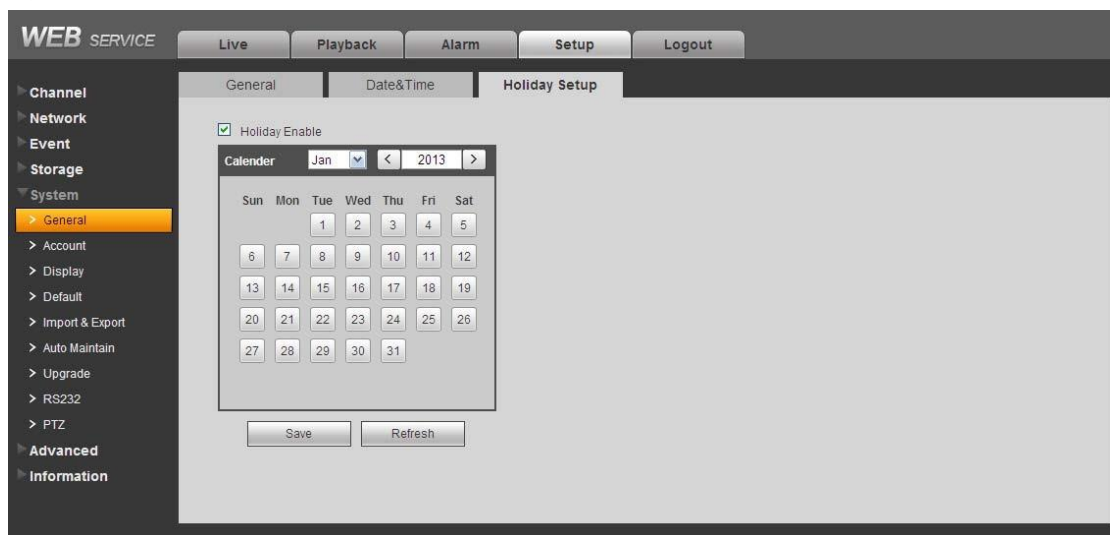 WEB SERVICE
Live Playback Alarm Setup Logout
General Date&Time Holiday Setup
Channel
Network
Event
Storage
System
> General
> Account
> Display
> Default
> Import & Export
> Auto Maintain
> Upgrade
> RS232
> PTZ
Advanced
Information
Holiday Enable
Calender Jan < 2013 >
Sun Mon Tue Wed Thu Fri Sat
1 2 3 4 5
6 7 8 9 10 11 12
13 14 15 16 17 18 19
20 21 22 23 24 25 26
27 28 29 30 31
Save Refresh